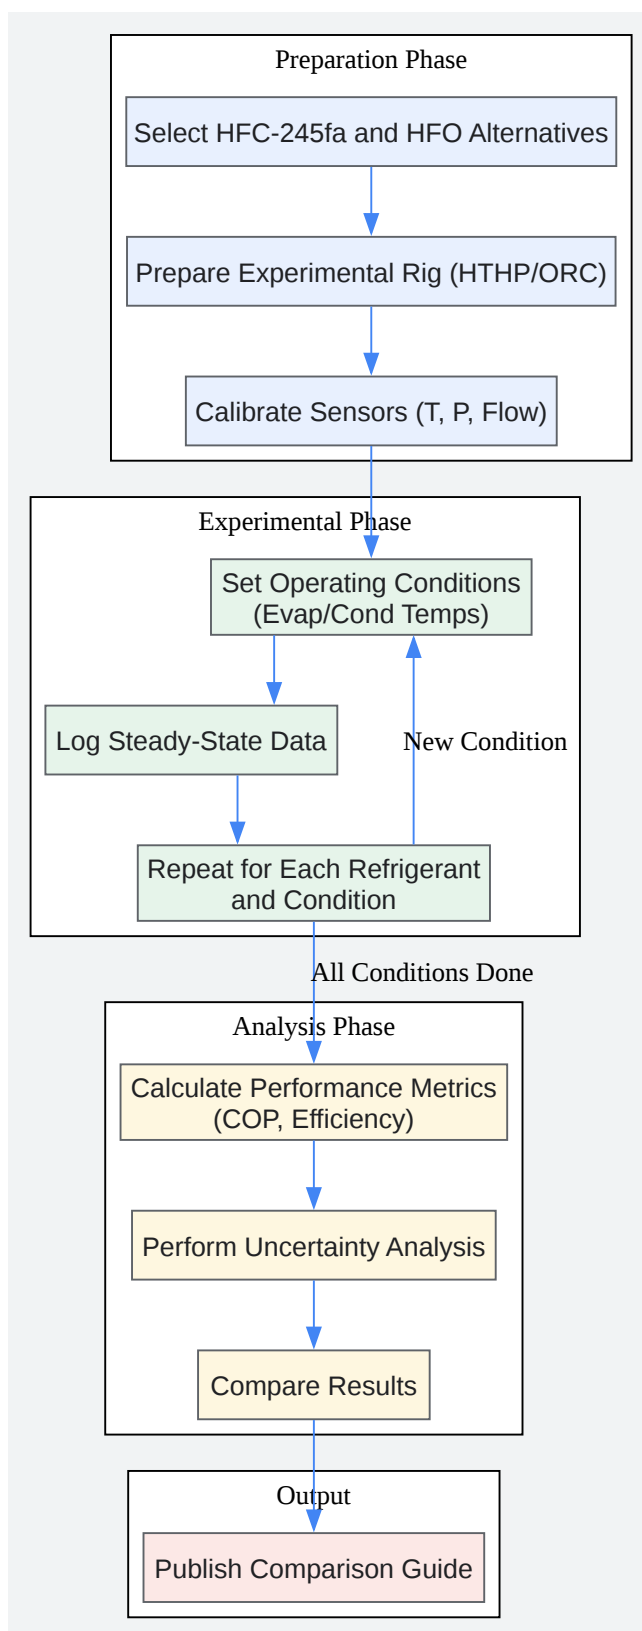 Preparation Phase
Select HFC-245fa and HFO Alternatives
Prepare Experimental Rig (HTHP/ORC)
Calibrate Sensors (T, P, Flow)
Experimental Phase
Set Operating Conditions
(Evap/Cond Temps)
Log Steady-State Data
New Condition
Repeat for Each Refrigerant
and Condition
All Conditions Done
Analysis Phase
Calculate Performance Metrics
(COP, Efficiency)
Perform Uncertainty Analysis
Compare Results
Output
Publish Comparison Guide